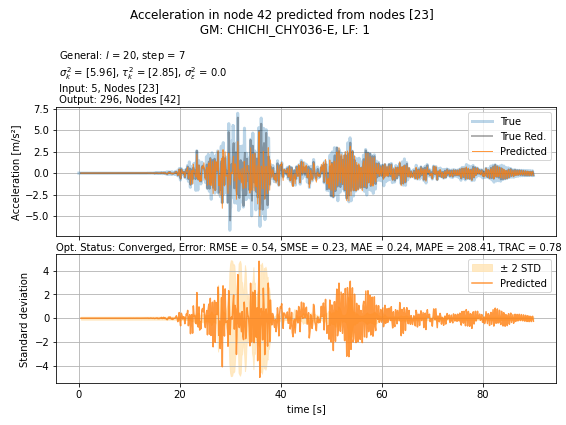 Acceleration in node 42 predicted from nodes [23]
GM: CHICHI_CHY036-E, LF: 1
General: l = 20, step = 7
σ²ₖ = [5.96], τ²ₖ = [2.85], σ²ε = 0.0
Input: 5, Nodes [23]
Output: 296, Nodes [42]
Acceleration [m/s²]
7.5
5.0
2.5
0.0
−2.5
−5.0
True
True Red.
Predicted
Opt. Status: Converged, Error: RMSE = 0.54, SMSE = 0.23, MAE = 0.24, MAPE = 208.41, TRAC = 0.78
Standard deviation
4
2
0
−2
−4
± 2 STD
Predicted
0 20 40 60 80
time [s]